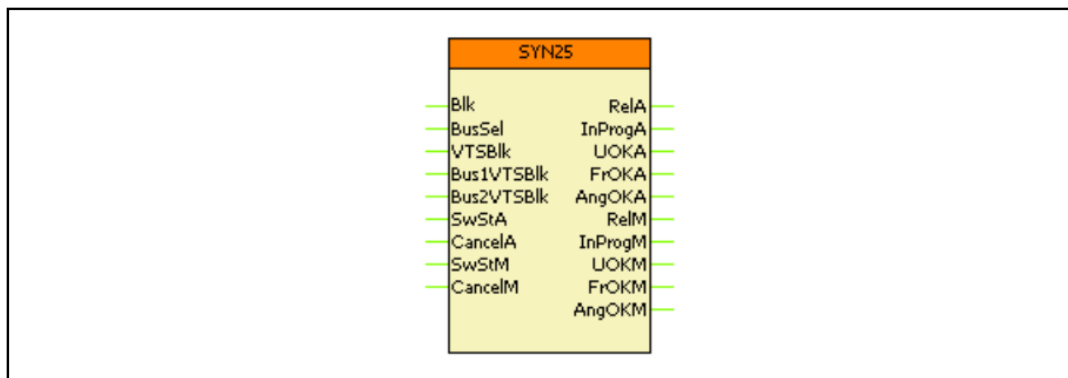 SYN25
Blk RelA
BusSel InProgA
VTSBlk UOKA
Bus1VTSBlk FrOKA
Bus2VTSBlk AngOKA
SwStA RelM
CancelA InProgM
SwStM UOKM
CancelM FrOKM
AngOKM